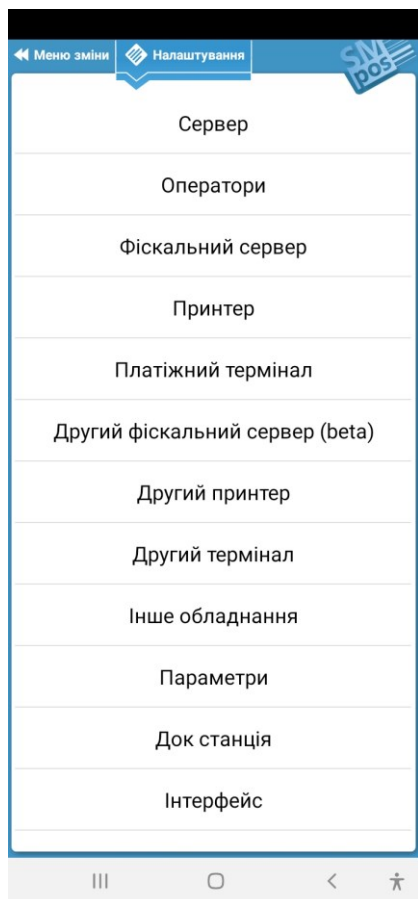 Меню зміни
Налаштування
SM
pos
Сервер
Оператори
Фіскальний сервер
Принтер
Платіжний термінал
Другий фіскальний сервер (beta)
Другий принтер
Другий термінал
Інше обладнання
Параметри
Док станція
Інтерфейс